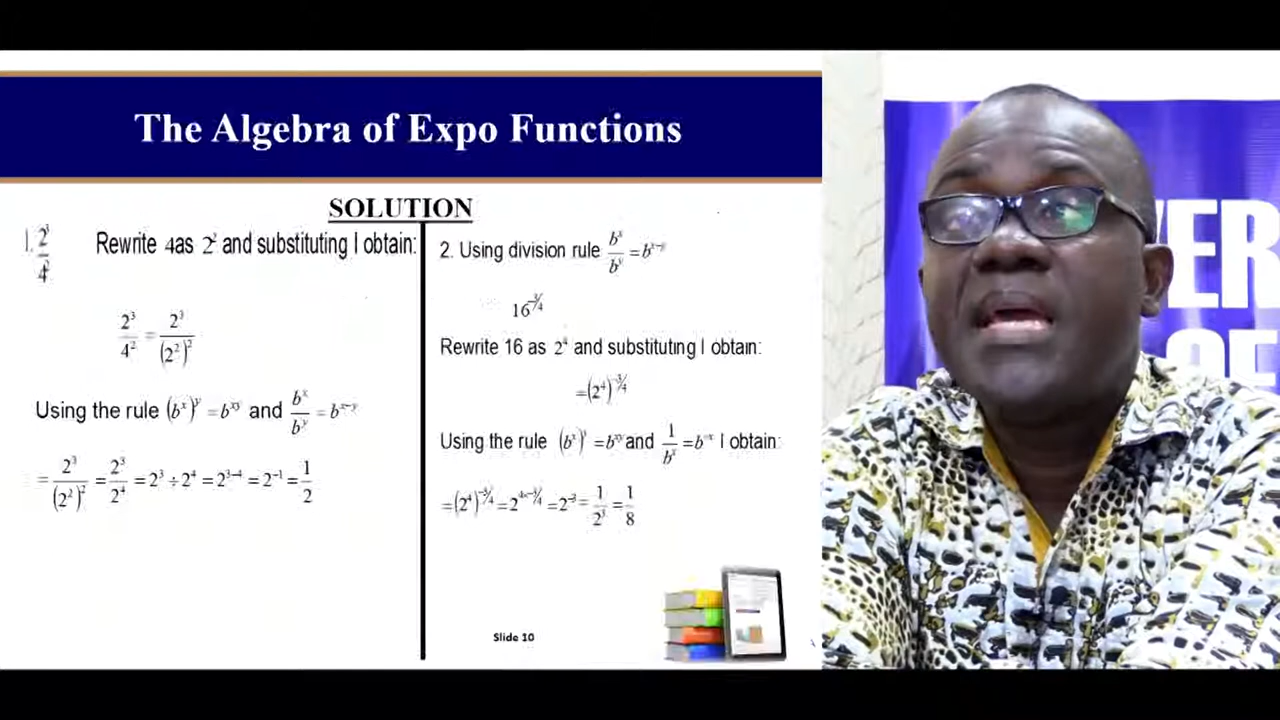 The Algebra of Expo Functions
SOLUTION
1. 2³/4² Rewrite 4as 2² and substituting I obtain:
2³/4² = 2³/(2²)²
Using the rule (bˣ)ʸ = bˣʸ and bˣ/bʸ = bˣ⁻ʸ
= 2³/(2²)² = 2³/2⁴ = 2³ ÷ 2⁴ = 2³⁻⁴ = 2⁻¹ = 1/2
2. Using division rule bˣ/bʸ = bˣ⁻ʸ
16^(-3/4)
Rewrite 16 as 2⁴ and substituting I obtain:
= (2⁴)^(-3/4)
Using the rule (bˣ)ʸ = bˣʸ and 1/bˣ = b⁻ˣ I obtain:
= (2⁴)^(-3/4) = 2^(4×-3/4) = 2⁻³ = 1/2³ = 1/8
Slide 10
VER
OF